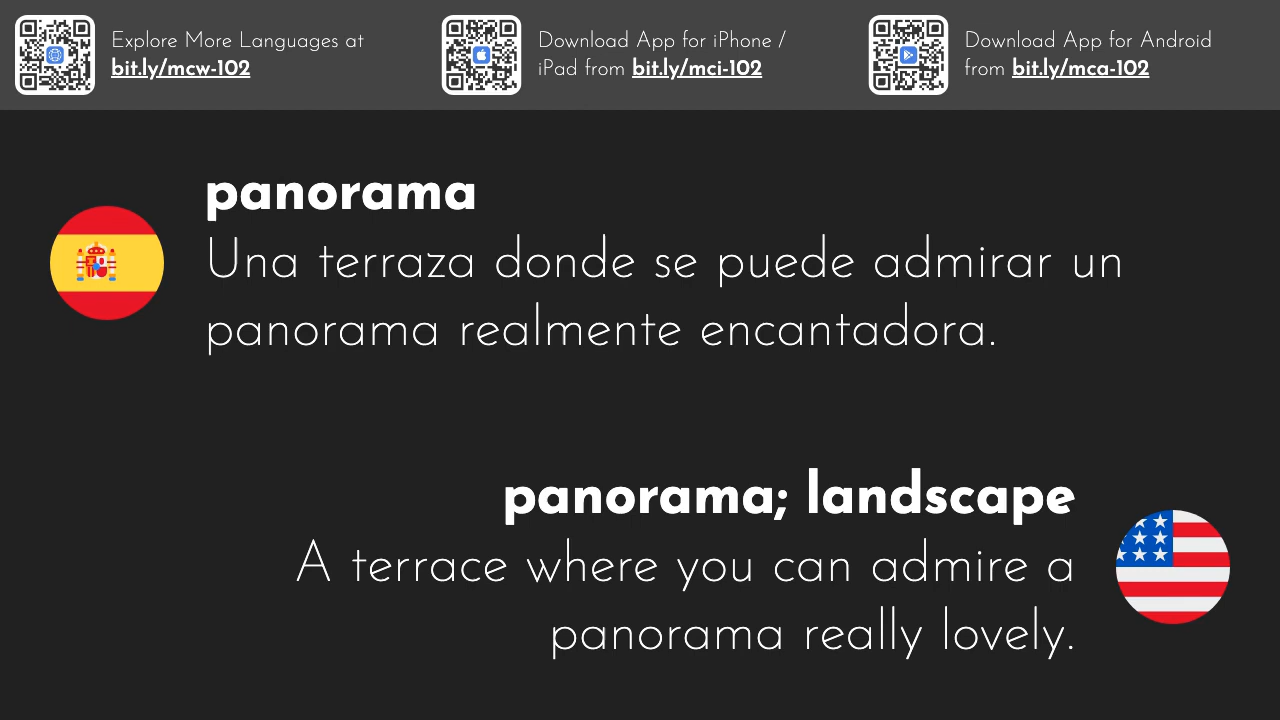 Explore More Languages at
bit.ly/mcw-102
Download App for iPhone /
iPad from bit.ly/mci-102
Download App for Android
from bit.ly/mca-102
panorama
Una terraza donde se puede admirar un
panorama realmente encantadora.
panorama; landscape
A terrace where you can admire a
panorama really lovely.